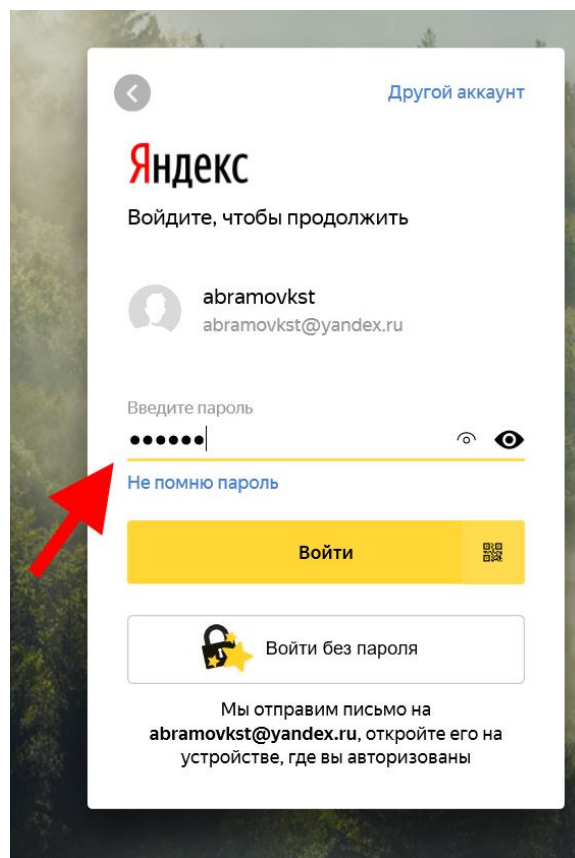 Другой аккаунт
Яндекс
Войдите, чтобы продолжить
abramovkst
abramovkst@yandex.ru
Введите пароль
●●●●●●
Не помню пароль
Войти
Войти без пароля
Мы отправим письмо на
abramovkst@yandex.ru, откройте его на
устройстве, где вы авторизованы